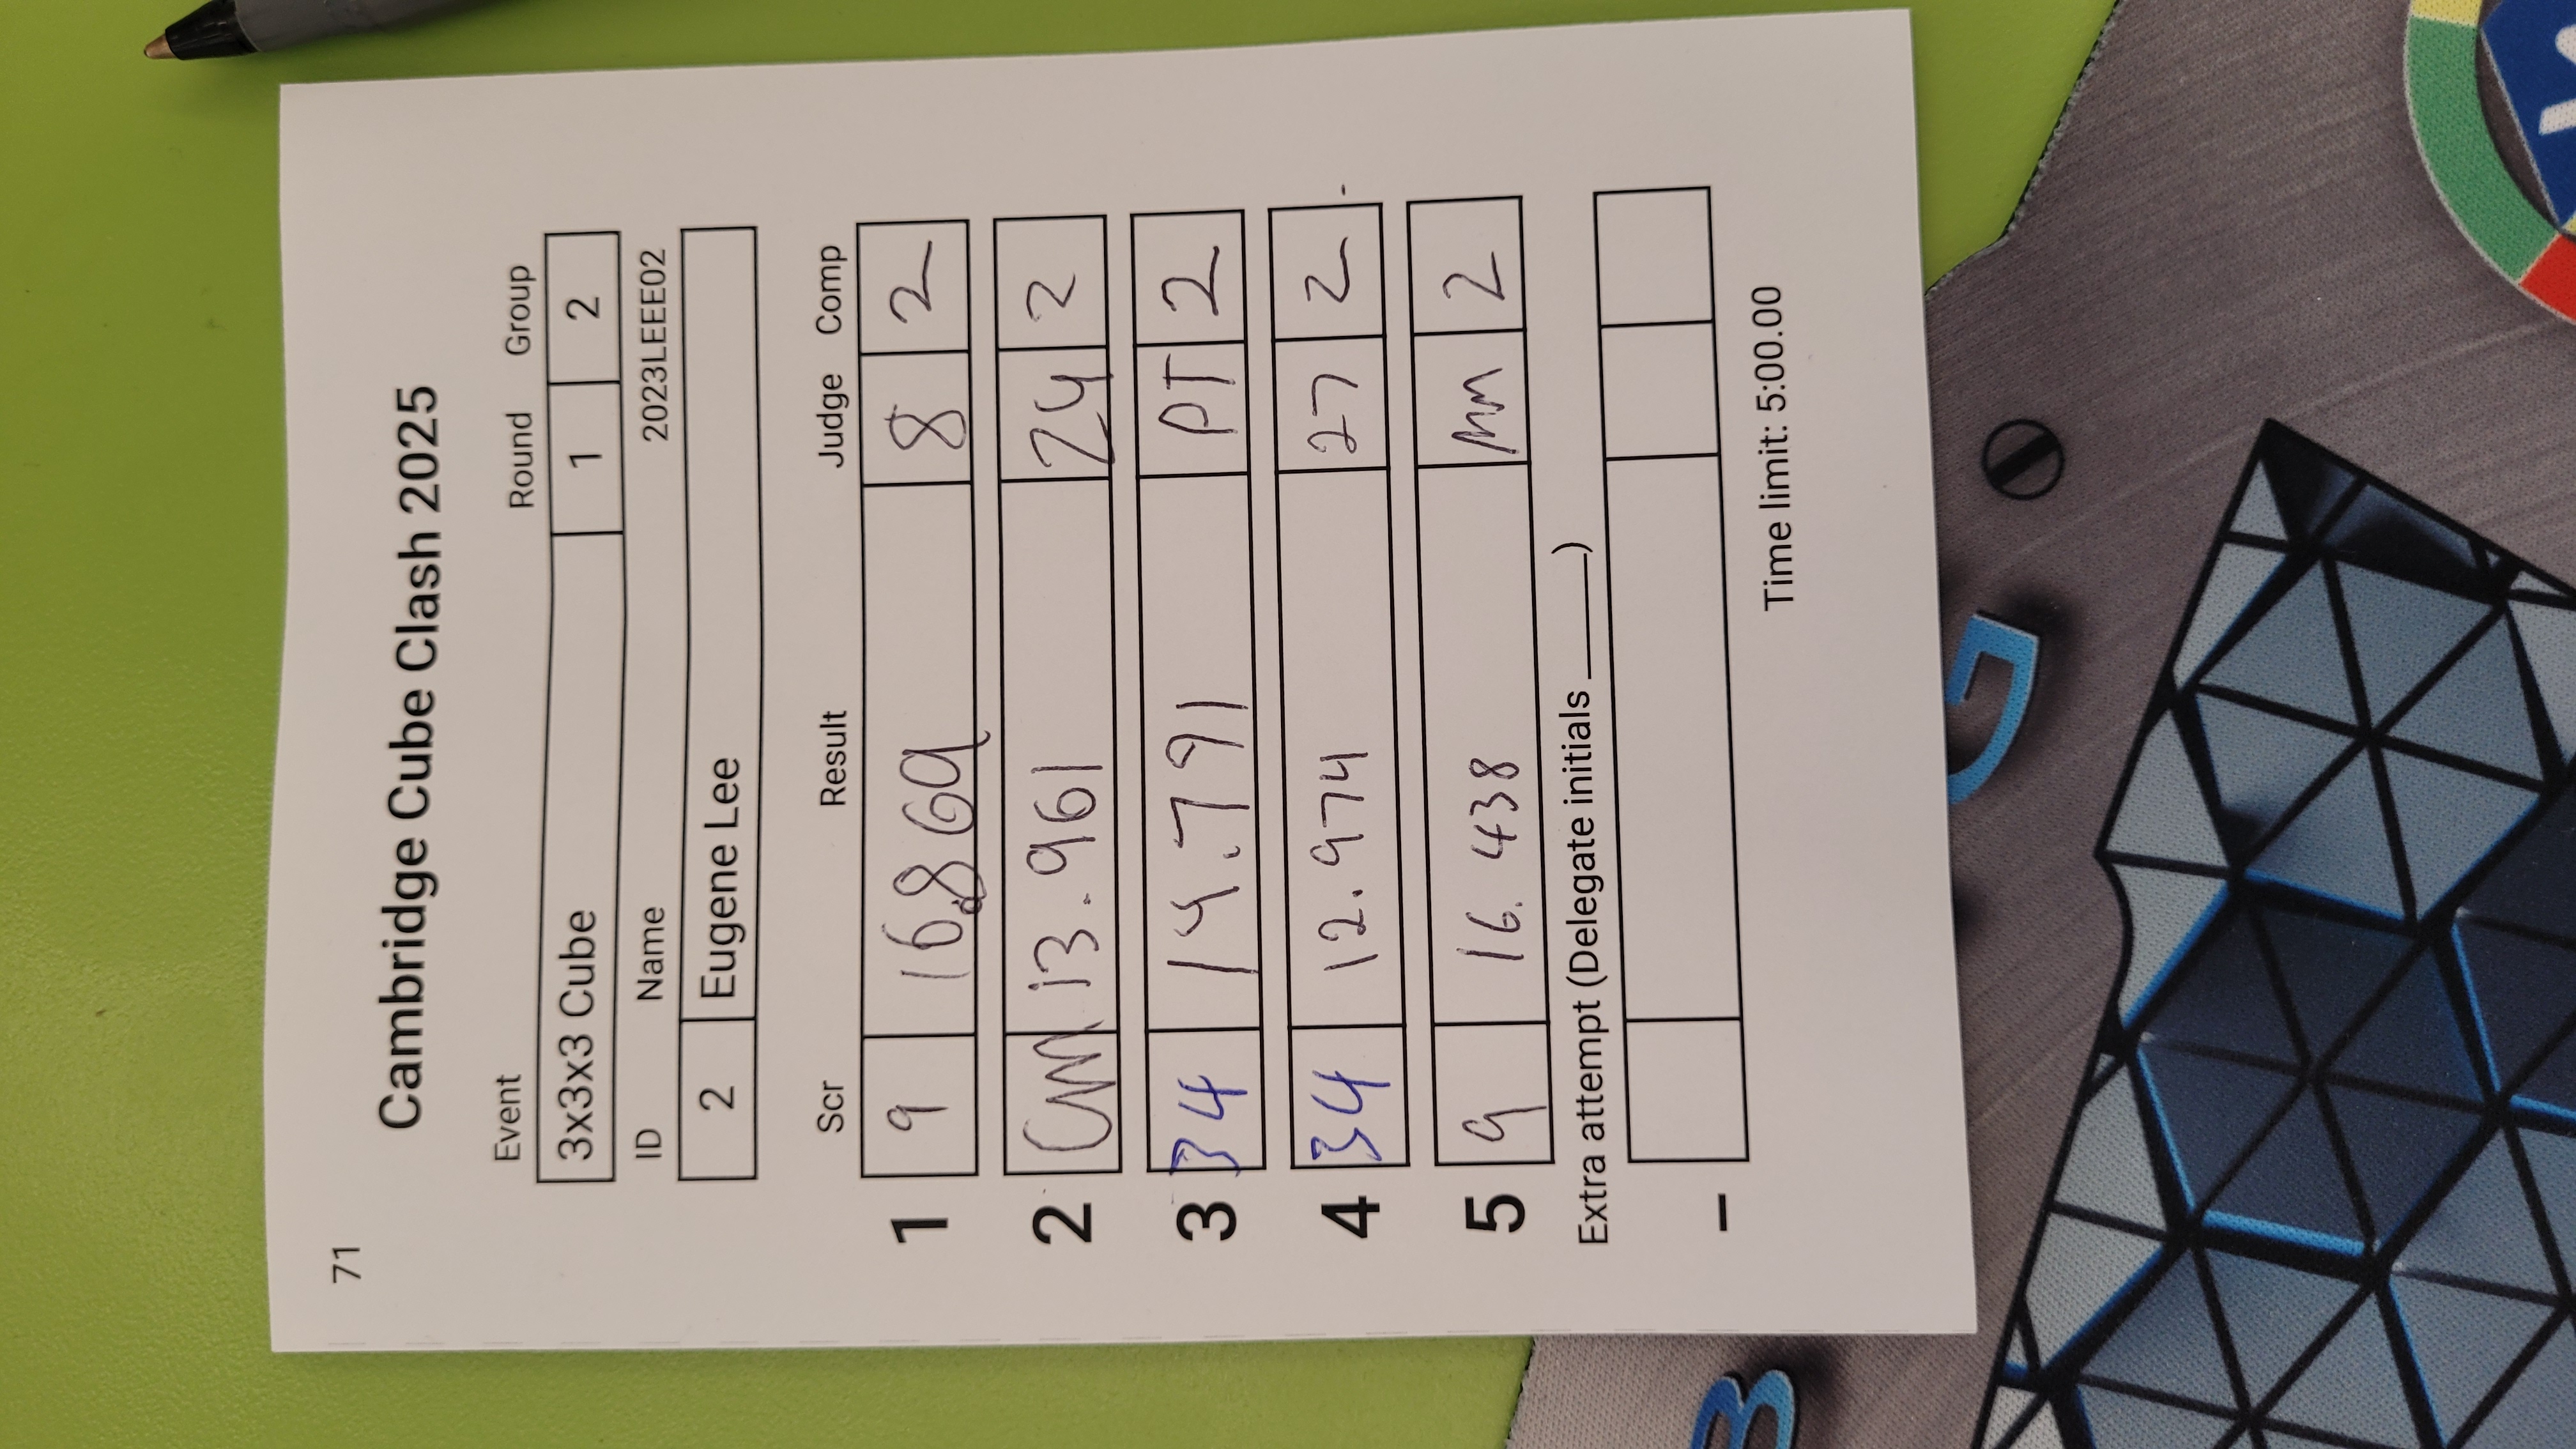 71
Cambridge Cube Clash 2025
Event Round Group
3x3x3 Cube 1 2
ID Name 2023LEEE02
2 Eugene Lee
Scr Result Judge Comp
1 9 16.869 8 2
2 CM 13.961 24 2
3 34 14.791 PT 2
4 34 12.974 27 2
5 9 16.438 MM 2
Extra attempt (Delegate initials ______)
–
Time limit: 5:00.00
B
G